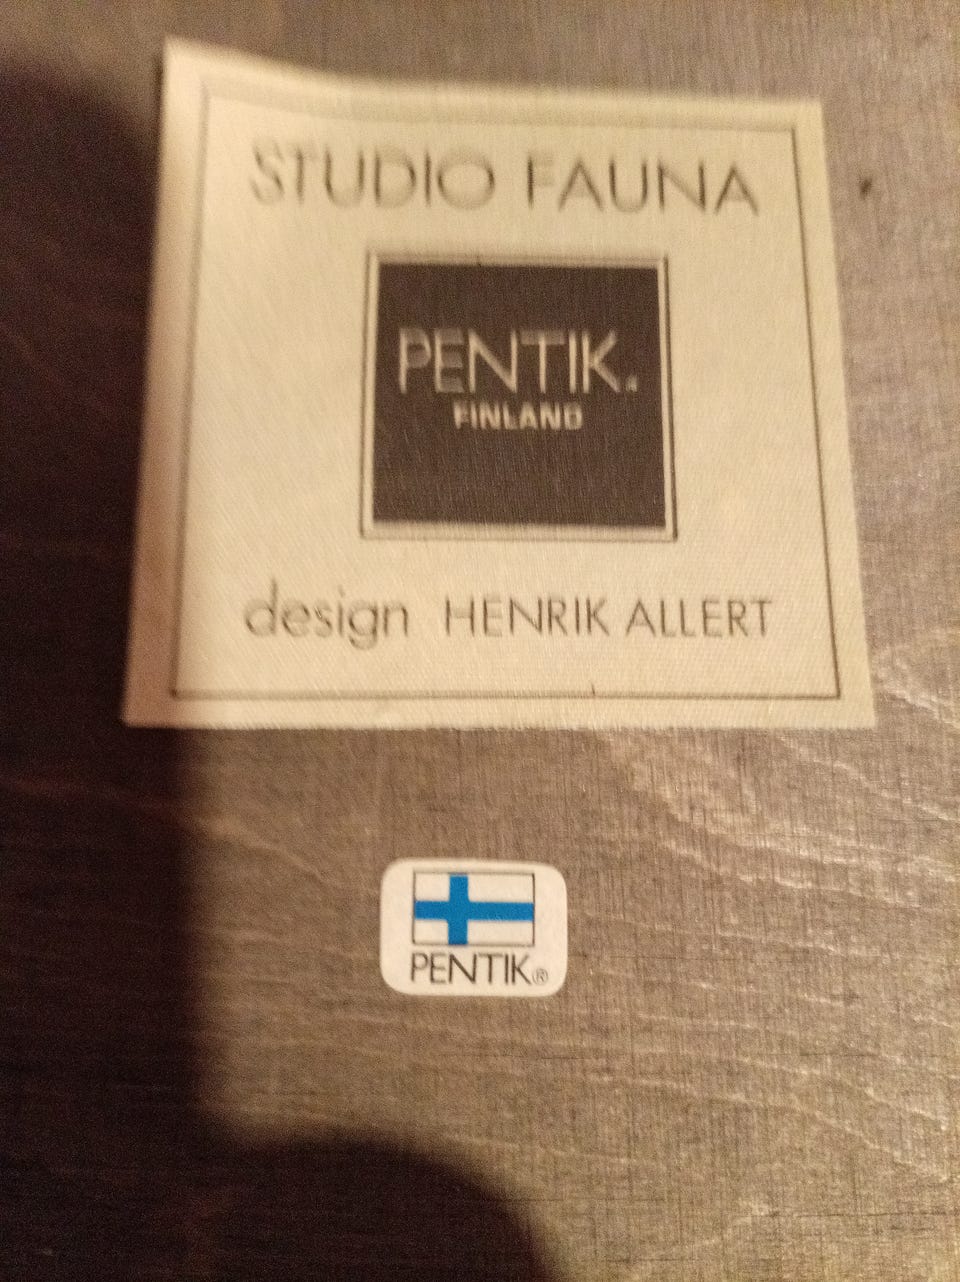 STUDIO FAUNA
PENTIK®
FINLAND
design HENRIK ALLERT
PENTIK®